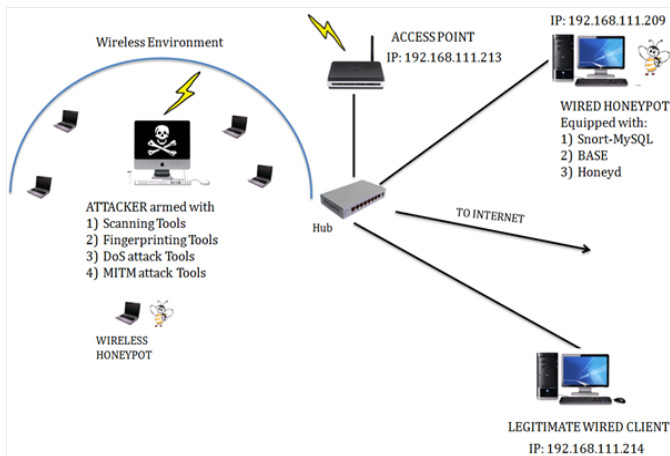 Wireless Environment
ACCESS POINT
IP: 192.168.111.213
IP: 192.168.111.209
WIRED HONEYPOT
Equipped with:
1) Snort-MySQL
2) BASE
3) Honeyd
ATTACKER armed with
1) Scanning Tools
2) Fingerprinting Tools
3) DoS attack Tools
4) MITM attack Tools
Hub
TO INTERNET
WIRELESS
HONEYPOT
LEGITIMATE WIRED CLIENT
IP: 192.168.111.214